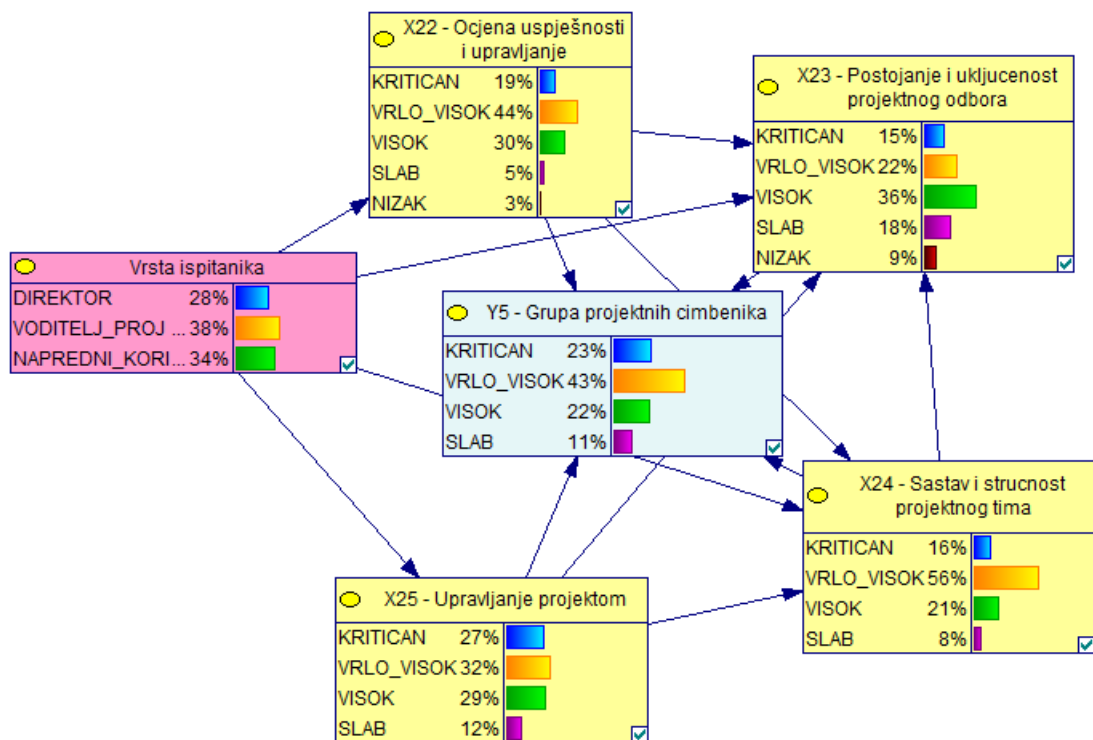 X22 - Ocjena uspješnosti
i upravljanje
KRITICAN 19%
VRLO_VISOK 44%
VISOK 30%
SLAB 5%
NIZAK 3%
X23 - Postojanje i ukljucenost
projektnog odbora
KRITICAN 15%
VRLO_VISOK 22%
VISOK 36%
SLAB 18%
NIZAK 9%
Vrsta ispitanika
DIREKTOR 28%
VODITELJ_PROJ ... 38%
NAPREDNI_KORI... 34%
Y5 - Grupa projektnih cimbenika
KRITICAN 23%
VRLO_VISOK 43%
VISOK 22%
SLAB 11%
X24 - Sastav i strucnost
projektnog tima
KRITICAN 16%
VRLO_VISOK 56%
VISOK 21%
SLAB 8%
X25 - Upravljanje projektom
KRITICAN 27%
VRLO_VISOK 32%
VISOK 29%
SLAB 12%